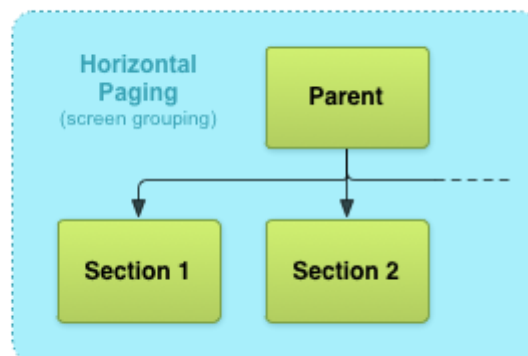 Horizontal
Paging
(screen grouping)
Parent
Section 1
Section 2